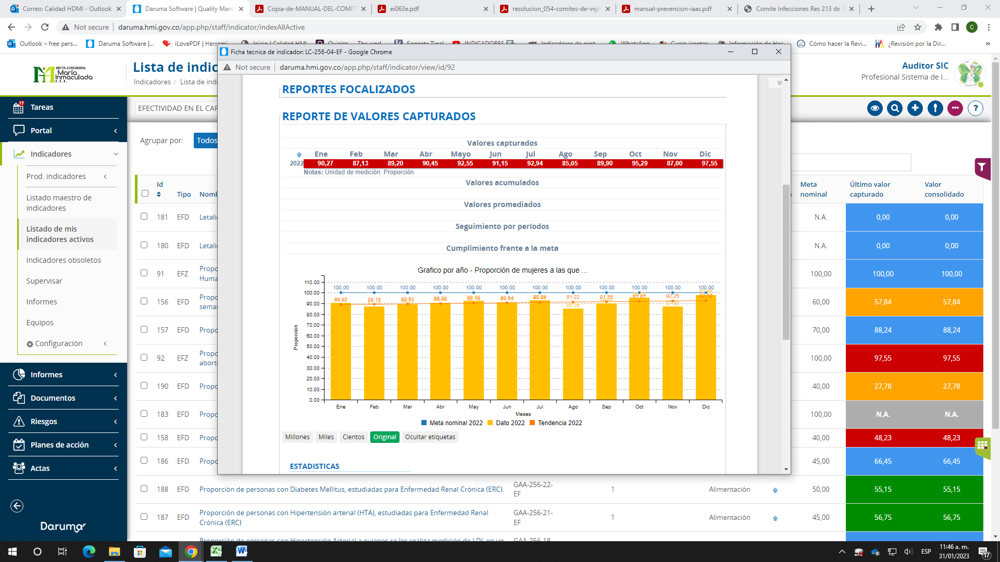 Correo: Calidad HDMI - Outlook
Daruma Software | Quality Mana
Copia-de-MANUAL-DEL-COMIT
ei063e.pdf
resolucion_054-comites-de-vigi
manual-prevencion-iaas.pdf
Comite Infecciones Res 213 de 2
Not secure
daruma.hmi.gov.co/app.php/staff/indicator/indexAllActive
C
Outlook – free pers...
Daruma Software |...
iLovePDF | Herrami...
Inicio | Calidad HMI
Quizizz — The worl...
Soporte Tigal
INDICADORES
Indicadores de gest...
WhatsApp
Curso icontec
Información de Hos...
Cómo hacer la Revi...
¿Revisión por la Dir...
»
HOSPITAL DEPARTAMENTAL
María
Inmaculada
E.S.E.
Lista de indic
Indicadores / Lista de indi
Auditor SIC
Profesional Sistema de I...
17
Tareas
Portal
Indicadores
Prod. indicadores
Listado maestro de
indicadores
Listado de mis
indicadores activos
Indicadores obsoletos
Supervisar
Informes
Equipos
Configuración
Informes
Documentos
Riesgos
Planes de acción
Actas
Daruma
EFECTIVIDAD EN EL CAR
?
Agrupar por:
Todos
Id
Tipo
Nomb
Meta
nominal
Último valor
capturado
Valor
consolidado
181 EFD Letali N.A. 0,00 0,00
180 EFD Letali N.A. 0,00 0,00
91 EFZ Propo
Huma
100,00 100,00 100,00
156 EFD Propo
sema
60,00 57,84 57,84
157 EFD Propo 70,00 88,24 88,24
92 EFZ Propo
abort
100,00 97,55 97,55
190 EFD Propo 40,00 27,78 27,78
183 EFD Propo 100,00 N.A. N.A.
158 EFD Propo 40,00 48,23 48,23
186 EFD Propo 45,00 66,45 66,45
188 EFD Proporción de personas con Diabetes Mellitus, estudiadas para Enfermedad Renal Crónica (ERC). GAA-256-22-
EF
1 Alimentación 50,00 55,15 55,15
187 EFD Proporción de personas con Hipertensión arterial (HTA), estudiadas para Enfermedad Renal
Crónica (ERC)
GAA-256-21-
EF
1 Alimentación 45,00 56,75 56,75
Proporción de personas con Hipertensión Arterial a quienes se les realiza medición de LDL en un
GAA-256-18-
Ficha tecnica de indicador: LC-256-04-EF - Google Chrome
Not secure
daruma.hmi.gov.co/app.php/staff/indicator/view/id/92
REPORTES FOCALIZADOS
REPORTE DE VALORES CAPTURADOS
Valores capturados
Ene Feb Mar Abr Mayo Jun Jul Ago Sep Oct Nov Dic
2022 90,27 87,13 89,20 90,45 92,55 91,15 92,94 85,05 89,90 95,29 87,00 97,55
Notas: Unidad de medición: Proporción
Valores acumulados
Valores promediados
Seguimiento por períodos
Cumplimiento frente a la meta
Grafico por año - Proporción de mujeres a las que ...
Proporción
110.00
100.00
90.00
80.00
70.00
60.00
50.00
40.00
30.00
20.00
10.00
0.00
100.00 100.00 100.00 100.00 100.00 100.00 100.00 100.00 100.00 100.00 100.00 100.00
91.22 91.56 92.25
85.05
Ene Feb Mar Abr May Jun Jul Ago Sep Oct Nov Dic
Meses
Meta nominal 2022 Dato 2022 Tendencia 2022
Millones Miles Cientos Original Ocultar etiquetas
ESTADISTICAS
ESP
11:46 a. m.
31/01/2023
17